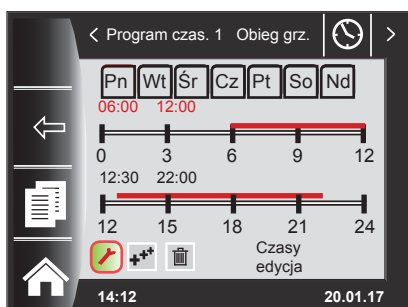 Program czas. 1 Obieg grz.
Pn Wt Śr Cz Pt So Nd
06:00 12:00
0 3 6 9 12
12:30 22:00
12 15 18 21 24
Czasy
edycja
14:12 20.01.17